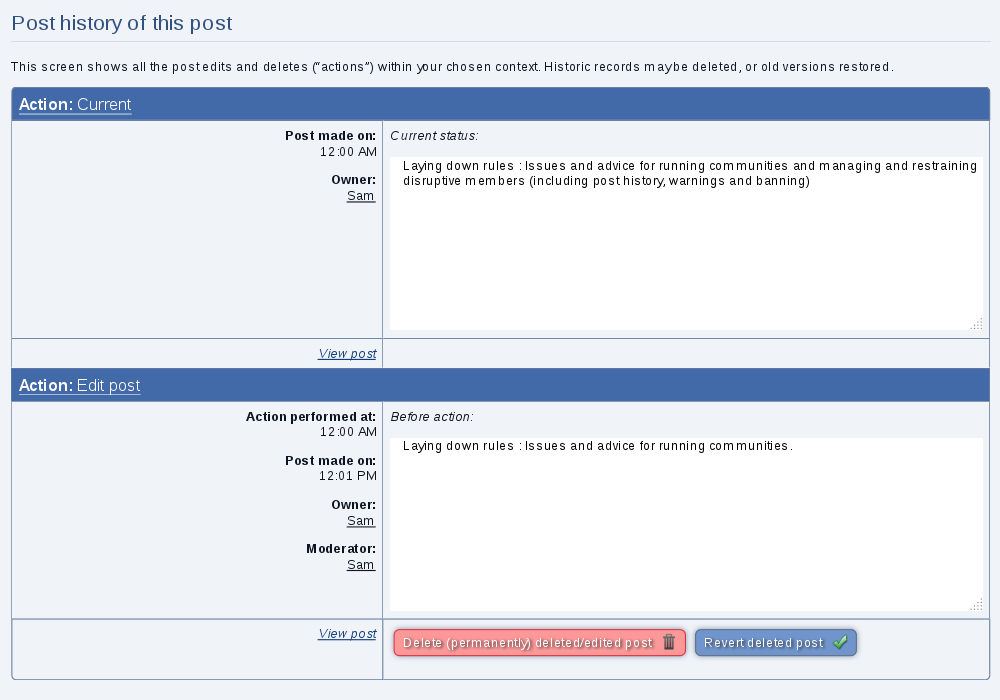 Post history of this post
This screen shows all the post edits and deletes (“actions”) within your chosen context. Historic records may be deleted, or old versions restored.
Action: Current
Post made on:
12:00 AM
Owner:
Sam
Current status:
Laying down rules : Issues and advice for running communities and managing and restraining
disruptive members (including post history, warnings and banning)
View post
Action: Edit post
Action performed at:
12:00 AM
Post made on:
12:01 PM
Owner:
Sam
Moderator:
Sam
Before action:
Laying down rules : Issues and advice for running communities.
View post
Delete (permanently) deleted/edited post
Revert deleted post